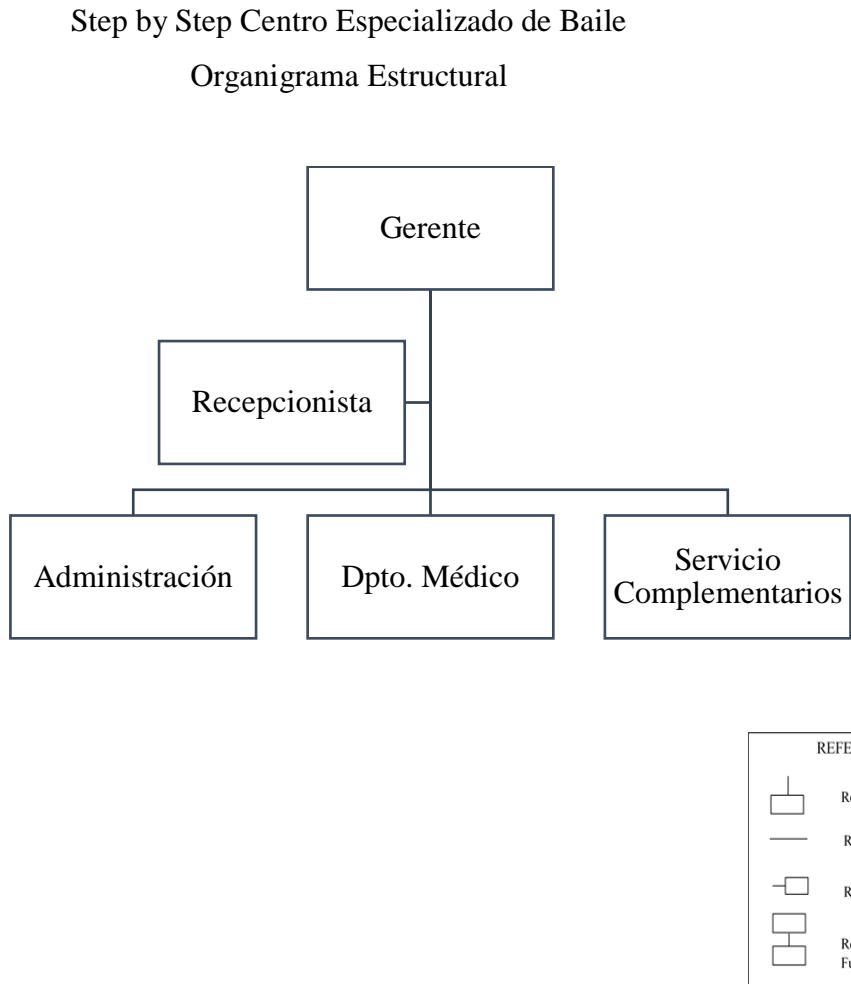 Step by Step Centro Especializado de Baile
Organigrama Estructural
Gerente
Recepcionista
Administración
Dpto. Médico
Servicio
Complementarios